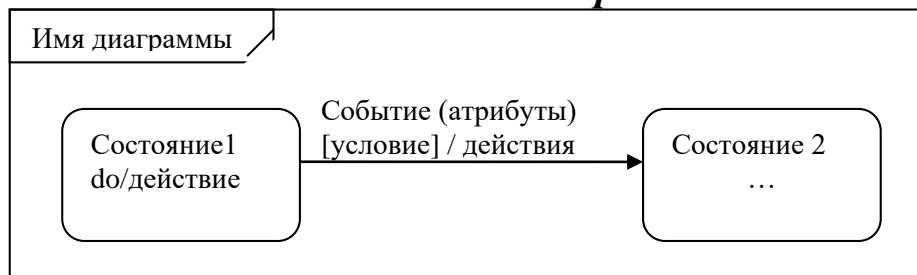 Имя диаграммы
Событие (атрибуты)
[условие] / действия
Состояние1
do/действие
Состояние 2
…